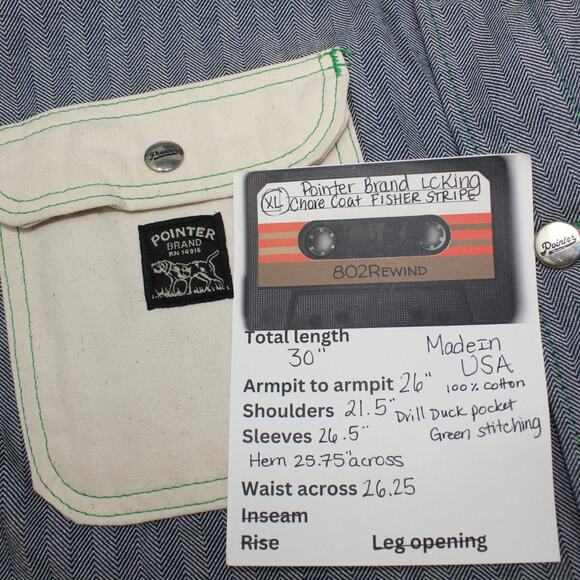 Pointer
POINTER
BRAND
RN 14916
Pointer Brand LCKing
XL Chore Coat FISHER STRIPE
802REWIND
Pointer
Total length
30"
Made in
USA
100% cotton
Armpit to armpit 26"
Shoulders 21.5"
Drill Duck pocket
Green stitching
Sleeves 26.5"
Hem 25.75" across
Waist across 26.25
Inseam
Rise
Leg opening